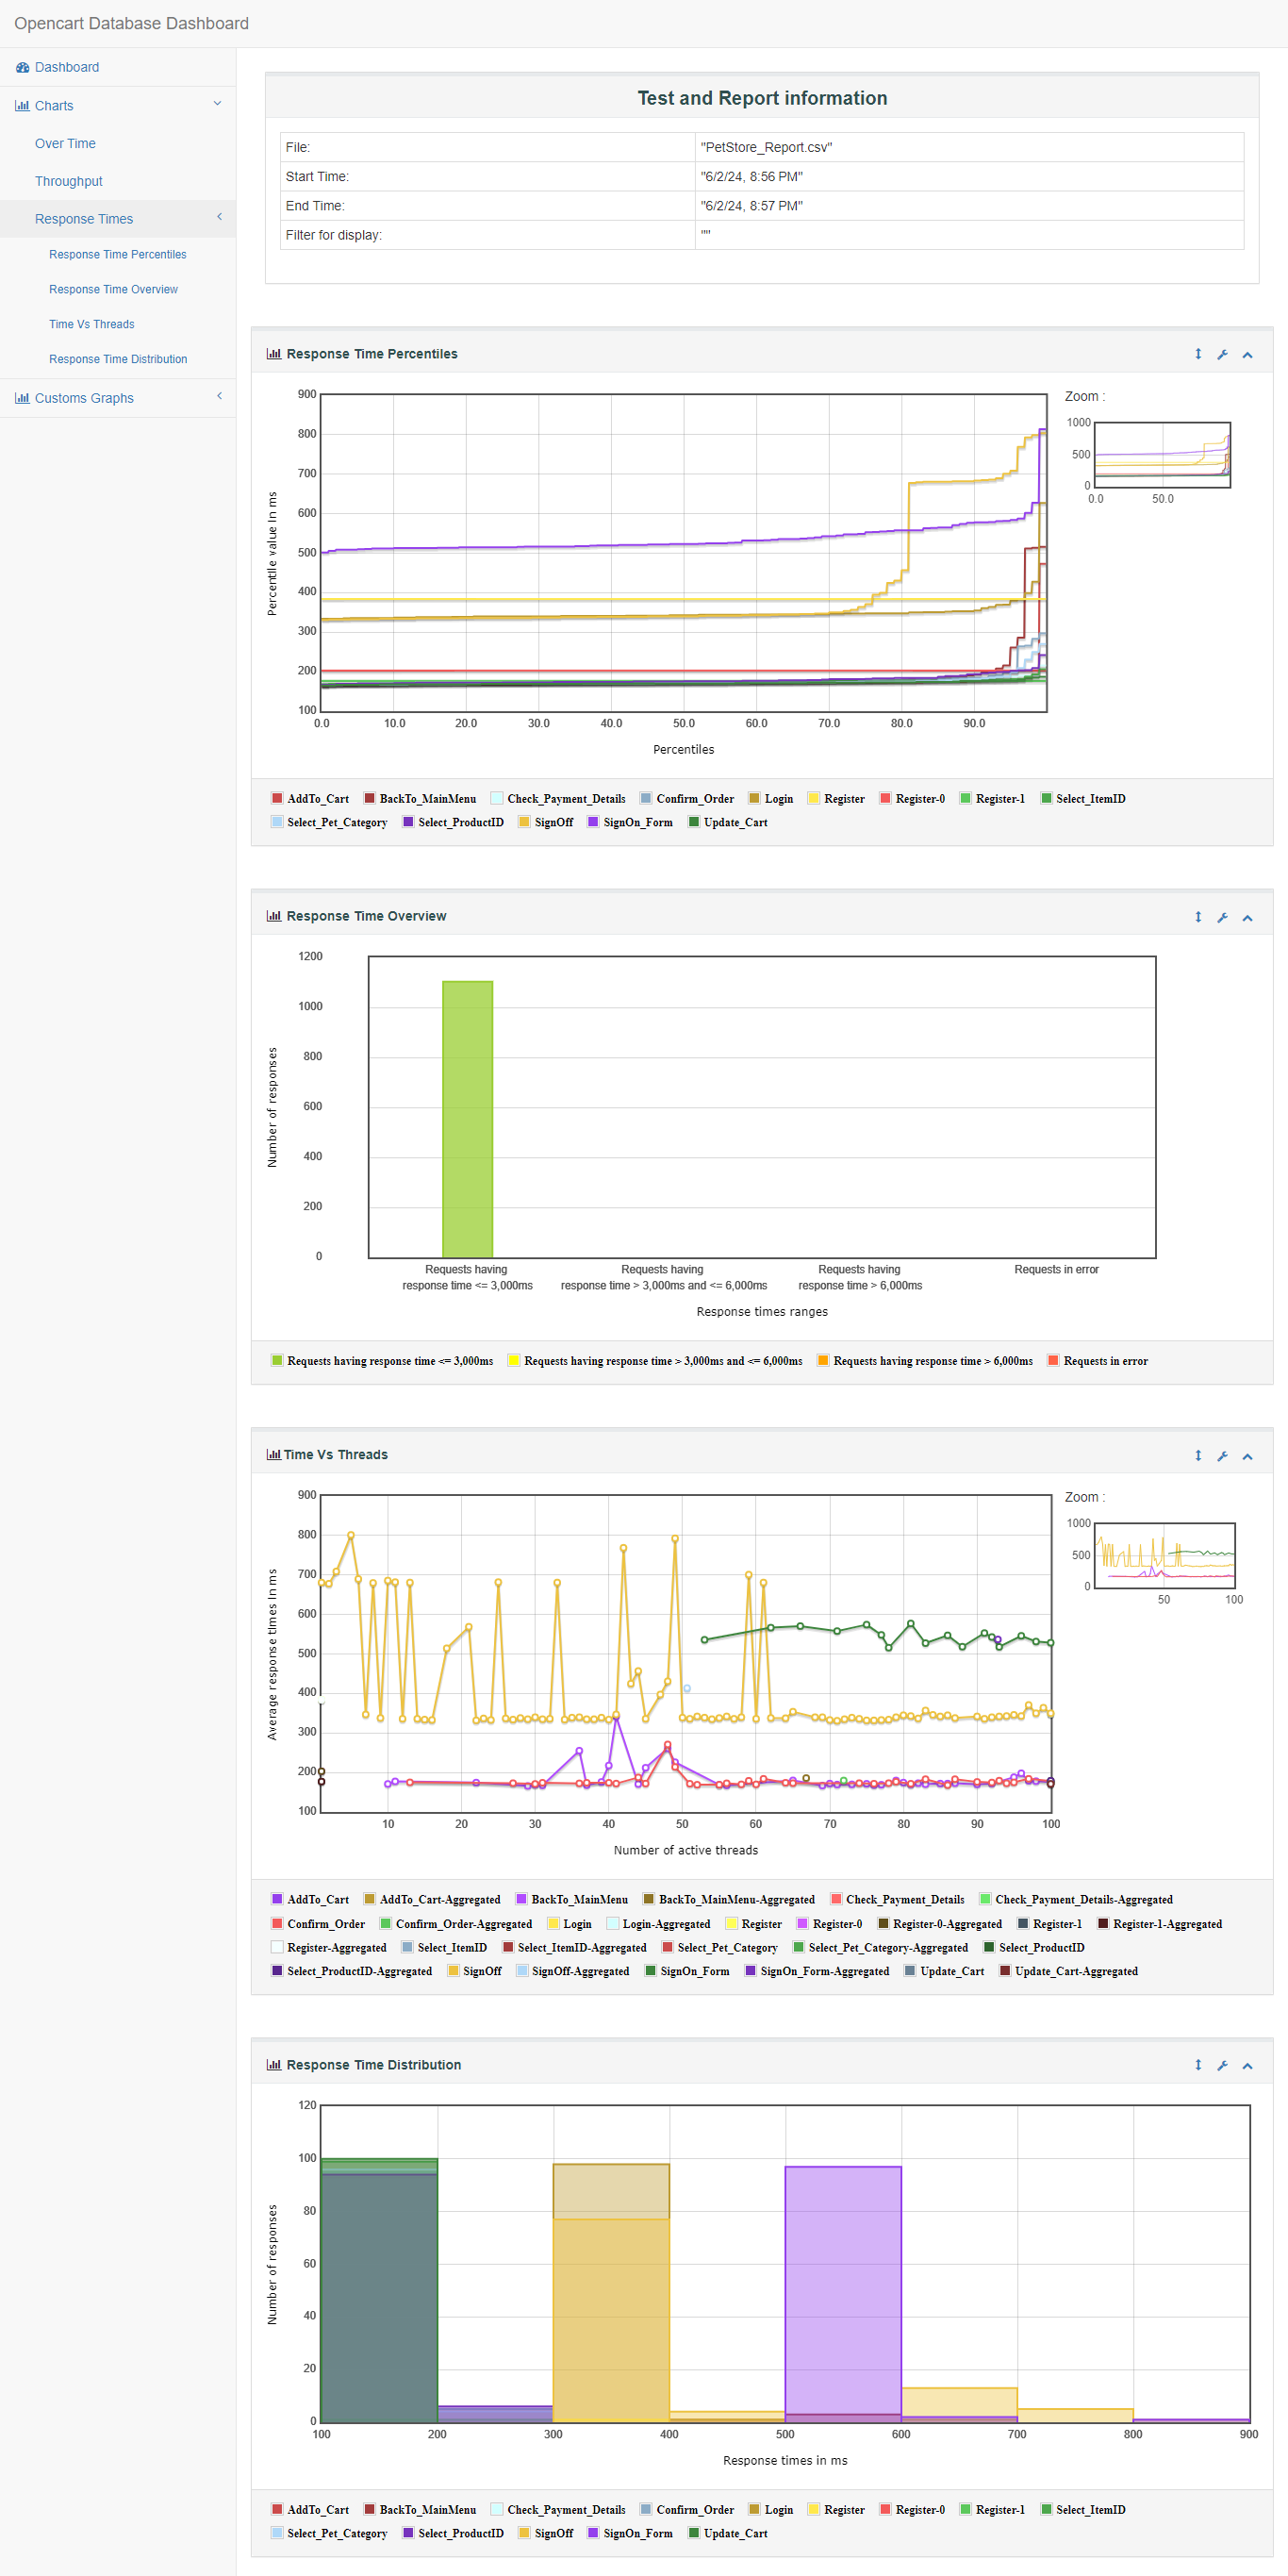 Opencart Database Dashboard
Dashboard
Charts
Over Time
Throughput
Response Times
Response Time Percentiles
Response Time Overview
Time Vs Threads
Response Time Distribution
Customs Graphs
Test and Report information
File: "PetStore_Report.csv"
Start Time: "6/2/24, 8:56 PM"
End Time: "6/2/24, 8:57 PM"
Filter for display: ""
Response Time Percentiles
Zoom :
Percentile value in ms
900
800
700
600
500
400
300
200
100
0.0 10.0 20.0 30.0 40.0 50.0 60.0 70.0 80.0 90.0
Percentiles
1000
500
0
0.0 50.0
AddTo_Cart BackTo_MainMenu Check_Payment_Details Confirm_Order Login Register Register-0 Register-1 Select_ItemID
Select_Pet_Category Select_ProductID SignOff SignOn_Form Update_Cart
Response Time Overview
Number of responses
1200
1000
800
600
400
200
0
Requests having response time <= 3,000ms
Requests having response time > 3,000ms and <= 6,000ms
Requests having response time > 6,000ms
Requests in error
Response times ranges
Requests having response time <= 3,000ms Requests having response time > 3,000ms and <= 6,000ms Requests having response time > 6,000ms Requests in error
Time Vs Threads
Zoom :
Average response times in ms
900
800
700
600
500
400
300
200
100
10 20 30 40 50 60 70 80 90 100
Number of active threads
1000
500
0
50 100
AddTo_Cart AddTo_Cart-Aggregated BackTo_MainMenu BackTo_MainMenu-Aggregated Check_Payment_Details Check_Payment_Details-Aggregated
Confirm_Order Confirm_Order-Aggregated Login Login-Aggregated Register Register-0 Register-0-Aggregated Register-1 Register-1-Aggregated
Register-Aggregated Select_ItemID Select_ItemID-Aggregated Select_Pet_Category Select_Pet_Category-Aggregated Select_ProductID
Select_ProductID-Aggregated SignOff SignOff-Aggregated SignOn_Form SignOn_Form-Aggregated Update_Cart Update_Cart-Aggregated
Response Time Distribution
Number of responses
120
100
80
60
40
20
0
100 200 300 400 500 600 700 800 900
Response times in ms
AddTo_Cart BackTo_MainMenu Check_Payment_Details Confirm_Order Login Register Register-0 Register-1 Select_ItemID
Select_Pet_Category Select_ProductID SignOff SignOn_Form Update_Cart